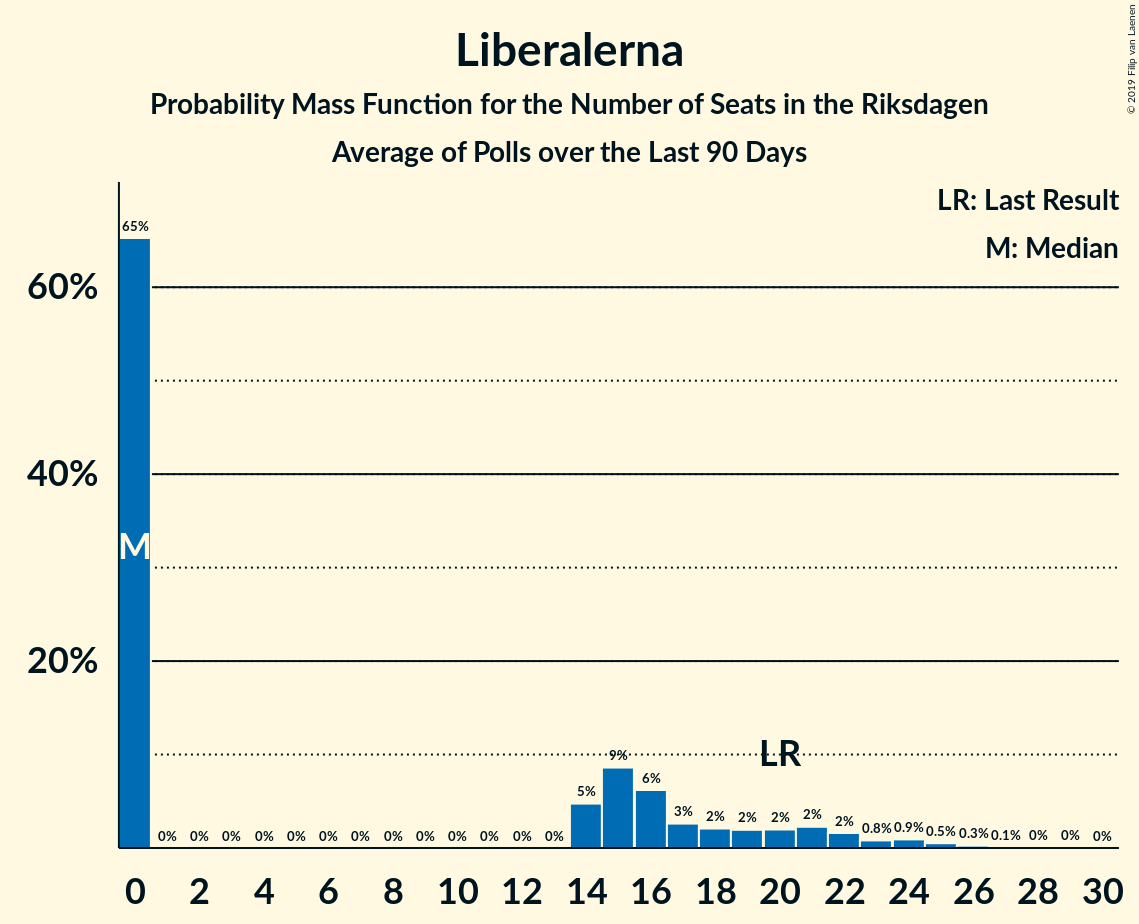 Liberalerna
Probability Mass Function for the Number of Seats in the Riksdagen
Average of Polls over the Last 90 Days
© 2019 Filip van Laenen
LR: Last Result
M: Median
65%
60%
40%
M
20%
LR
0% 0% 0% 0% 0% 0% 0% 0% 0% 0% 0% 0% 0% 5% 9% 6% 3% 2% 2% 2% 2% 2% 0.8% 0.9% 0.5% 0.3% 0.1% 0% 0% 0%
0 2 4 6 8 10 12 14 16 18 20 22 24 26 28 30